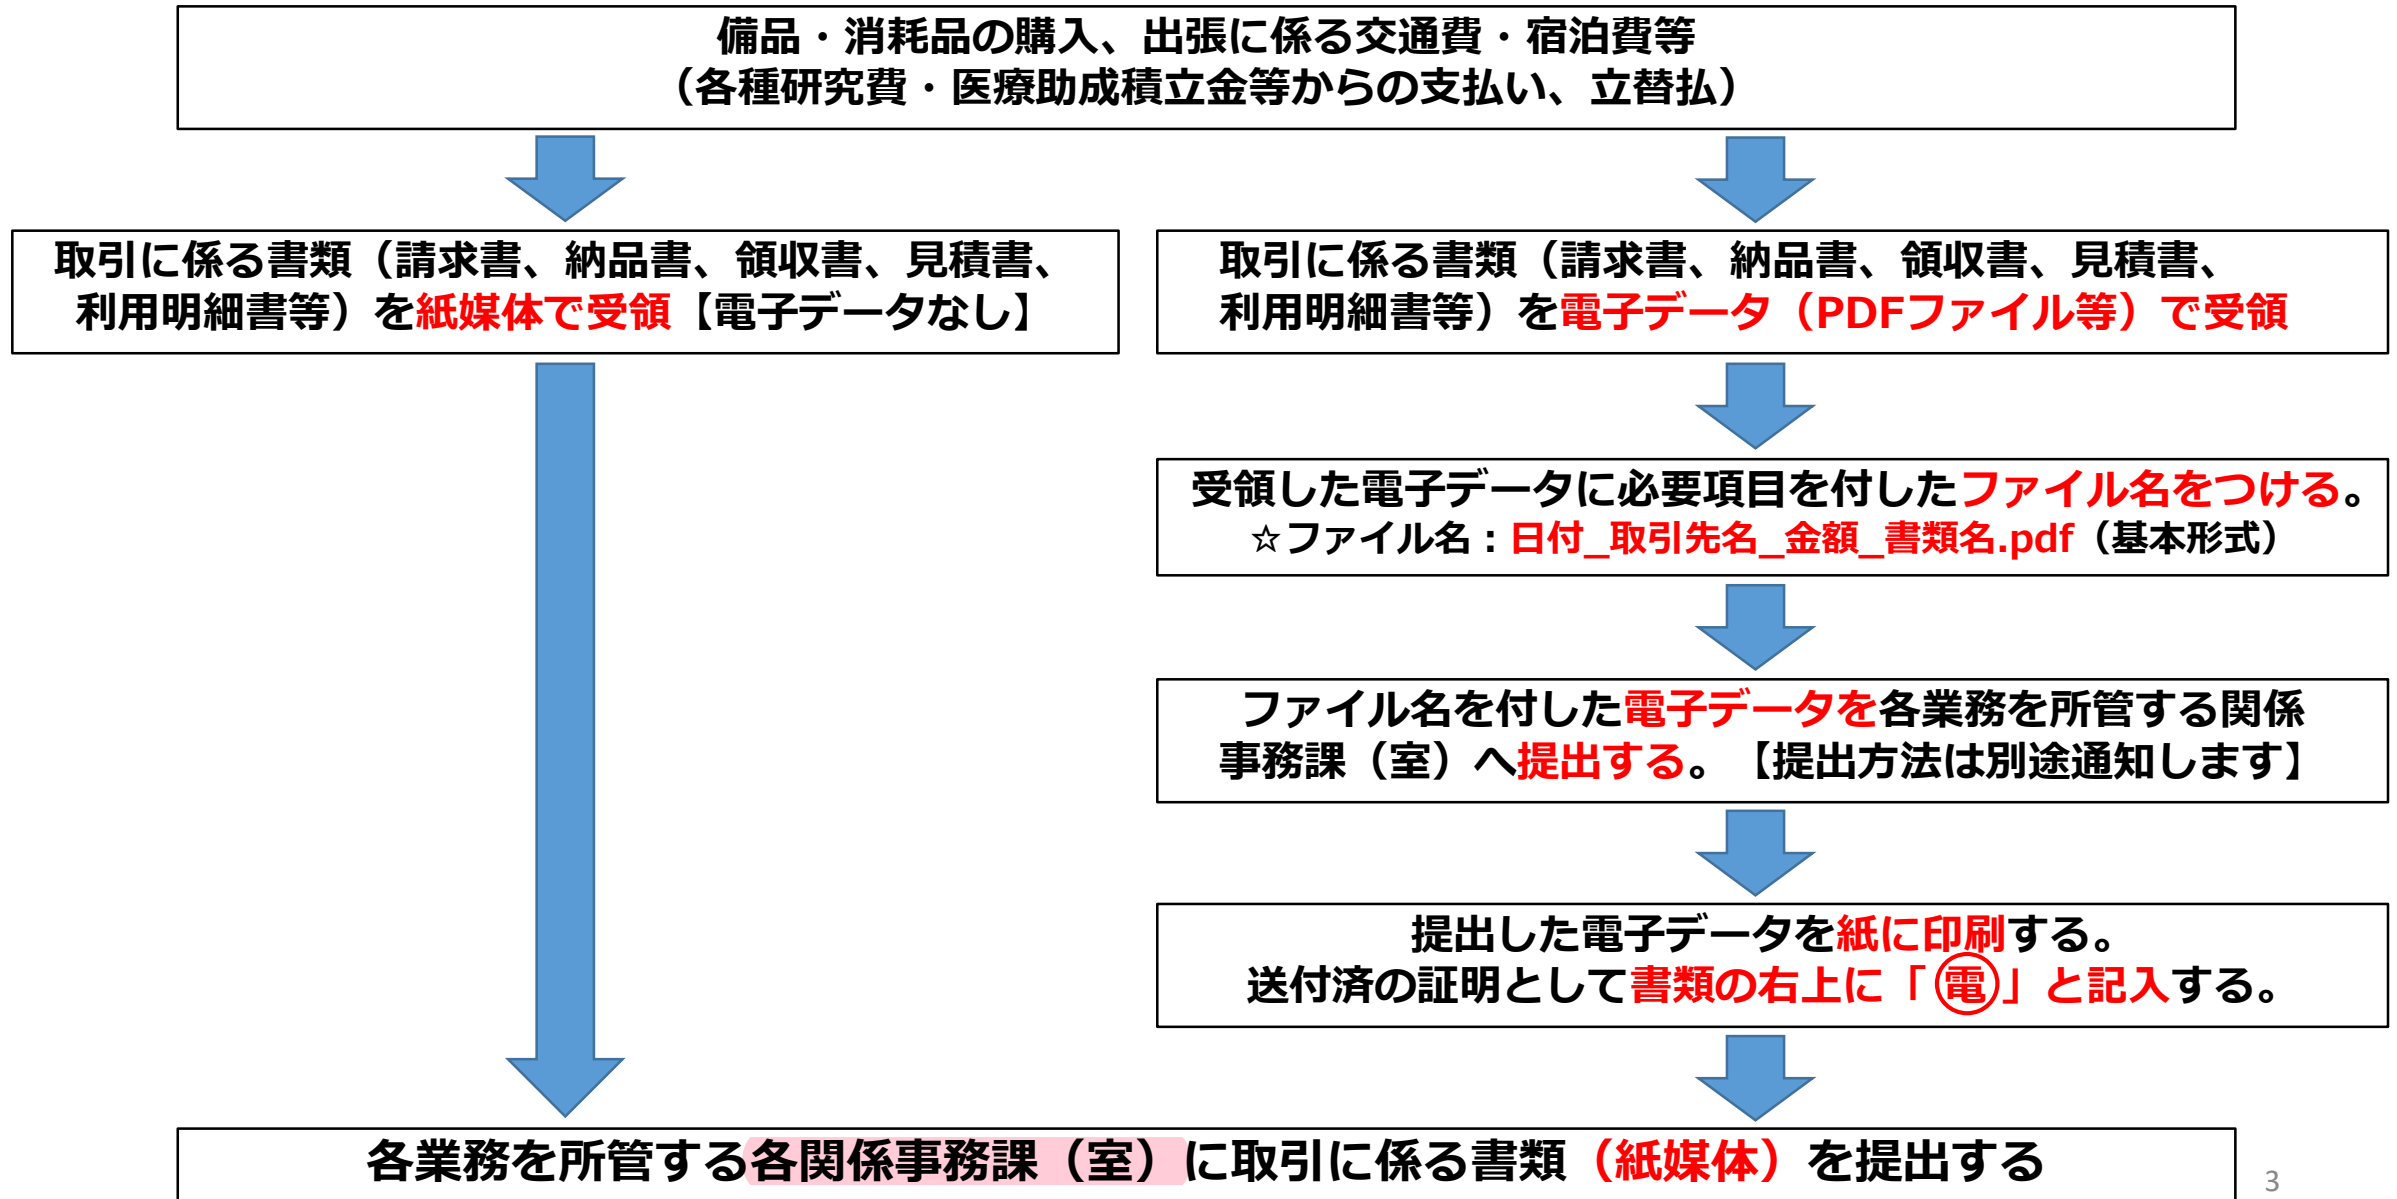 備品・消耗品の購入、出張に係る交通費・宿泊費等
（各種研究費・医療助成積立金等からの支払い、立替払）
取引に係る書類（請求書、納品書、領収書、見積書、
利用明細書等）を紙媒体で受領【電子データなし】
取引に係る書類（請求書、納品書、領収書、見積書、
利用明細書等）を電子データ（PDFファイル等）で受領
受領した電子データに必要項目を付したファイル名をつける。
☆ファイル名：日付_取引先名_金額_書類名.pdf（基本形式）
ファイル名を付した電子データを各業務を所管する関係
事務課（室）へ提出する。【提出方法は別途通知します】
提出した電子データを紙に印刷する。
送付済の証明として書類の右上に「電」と記入する。
各業務を所管する各関係事務課（室）に取引に係る書類（紙媒体）を提出する
3